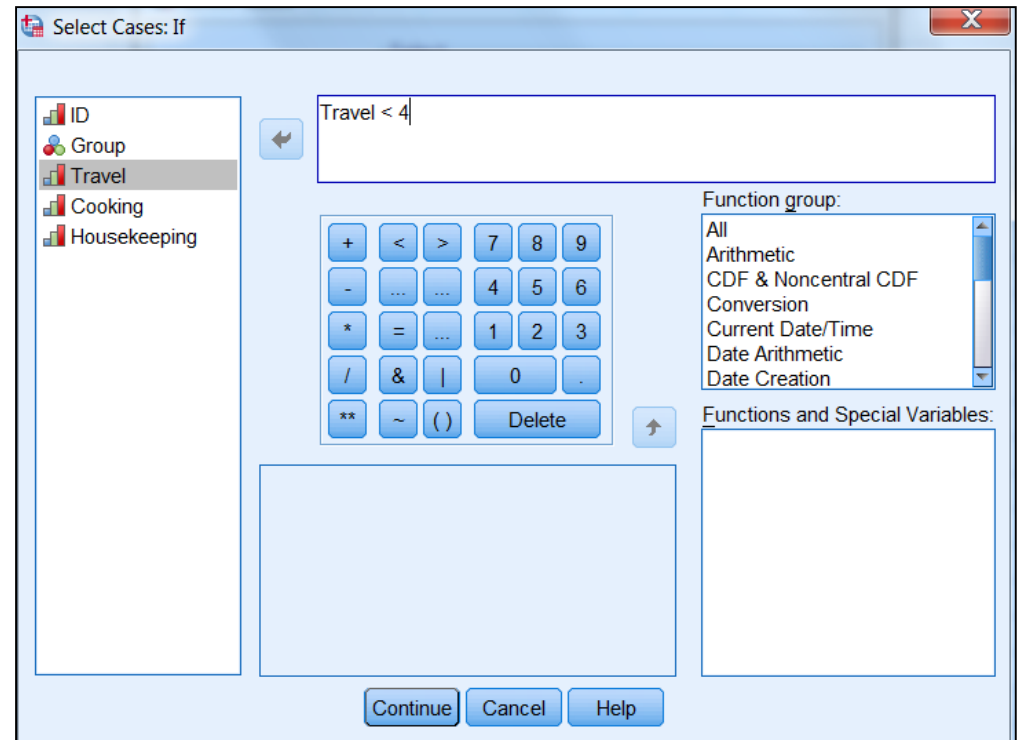 Select Cases: If
X
ID
Group
Travel
Cooking
Housekeeping
Travel < 4
+ < > 7 8 9
- ... ... 4 5 6
* = ... 1 2 3
/ & | 0 .
** ~ ( ) Delete
Function group:
All
Arithmetic
CDF & Noncentral CDF
Conversion
Current Date/Time
Date Arithmetic
Date Creation
Functions and Special Variables:
Continue Cancel Help